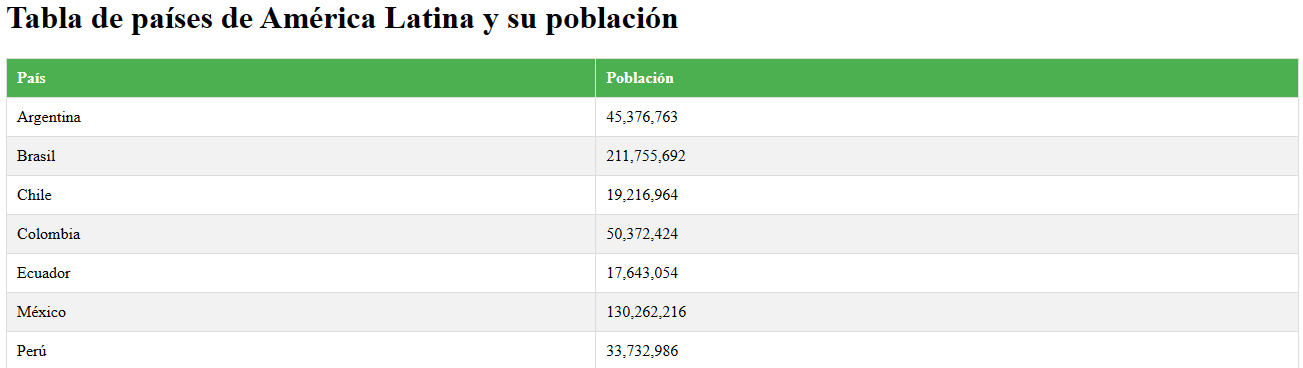 Tabla de países de América Latina y su población
País Población
Argentina 45,376,763
Brasil 211,755,692
Chile 19,216,964
Colombia 50,372,424
Ecuador 17,643,054
México 130,262,216
Perú 33,732,986